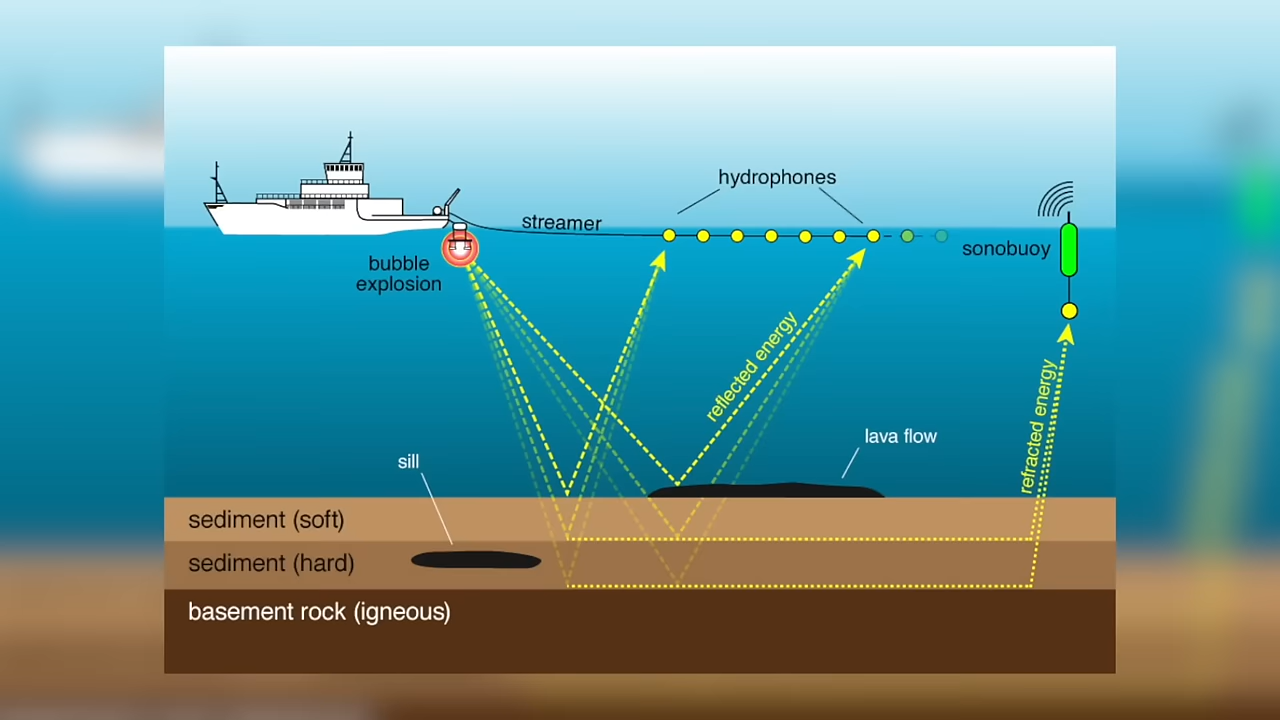 hydrophones
streamer
sonobuoy
bubble
explosion
reflected energy
refracted energy
lava flow
sill
sediment (soft)
sediment (hard)
basement rock (igneous)